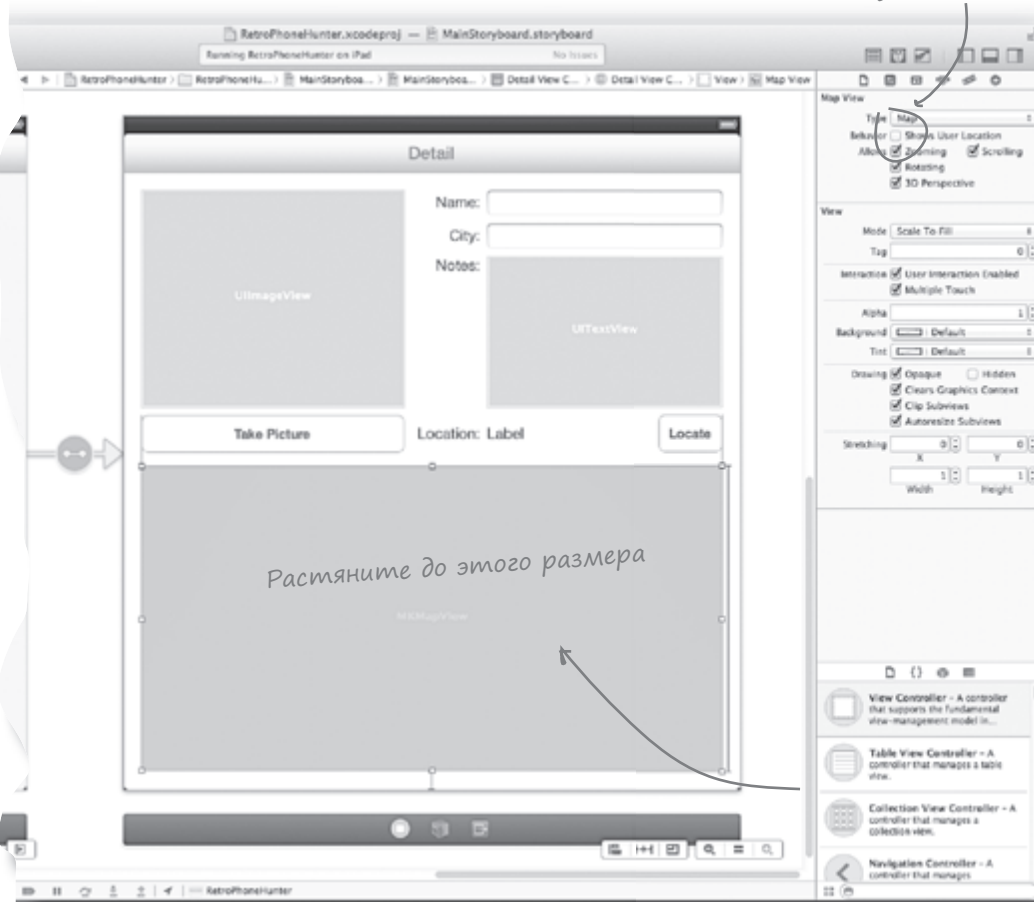 RetroPhoneHunter.xcodeproj — MainStoryboard.storyboard
Running RetroPhoneHunter on iPad
No Issues
RetroPhoneHunter
RetroPhoneHu...
MainStoryboa...
MainStoryboa...
Detail View C...
Detail View C...
View
Map View
Map View
Type Map
Behavior Shows User Location
Allows Zooming Scrolling
Rotating
3D Perspective
View
Mode Scale To Fill
Tag 0
Interaction User Interaction Enabled
Multiple Touch
Alpha 1
Background Default
Tint Default
Drawing Opaque Hidden
Clears Graphics Context
Clip Subviews
Autoresize Subviews
Stretching 0 0
X Y
1 1
Width Height
Detail
Name:
City:
Notes:
UIImageView
UITextView
Take Picture
Location: Label
Locate
Растяните до этого размера
MKMapView
View Controller – A controller
that supports the fundamental
view-management model in...
Table View Controller – A
controller that manages a table
view.
Collection View Controller – A
controller that manages a
collection view.
Navigation Controller – A
controller that manages
RetroPhoneHunter